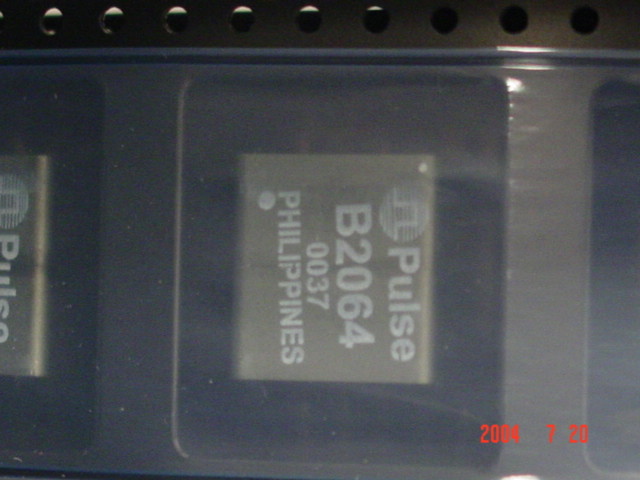 Pulse
B2064
0037
PHILIPPINES
Pulse
2004 7 20